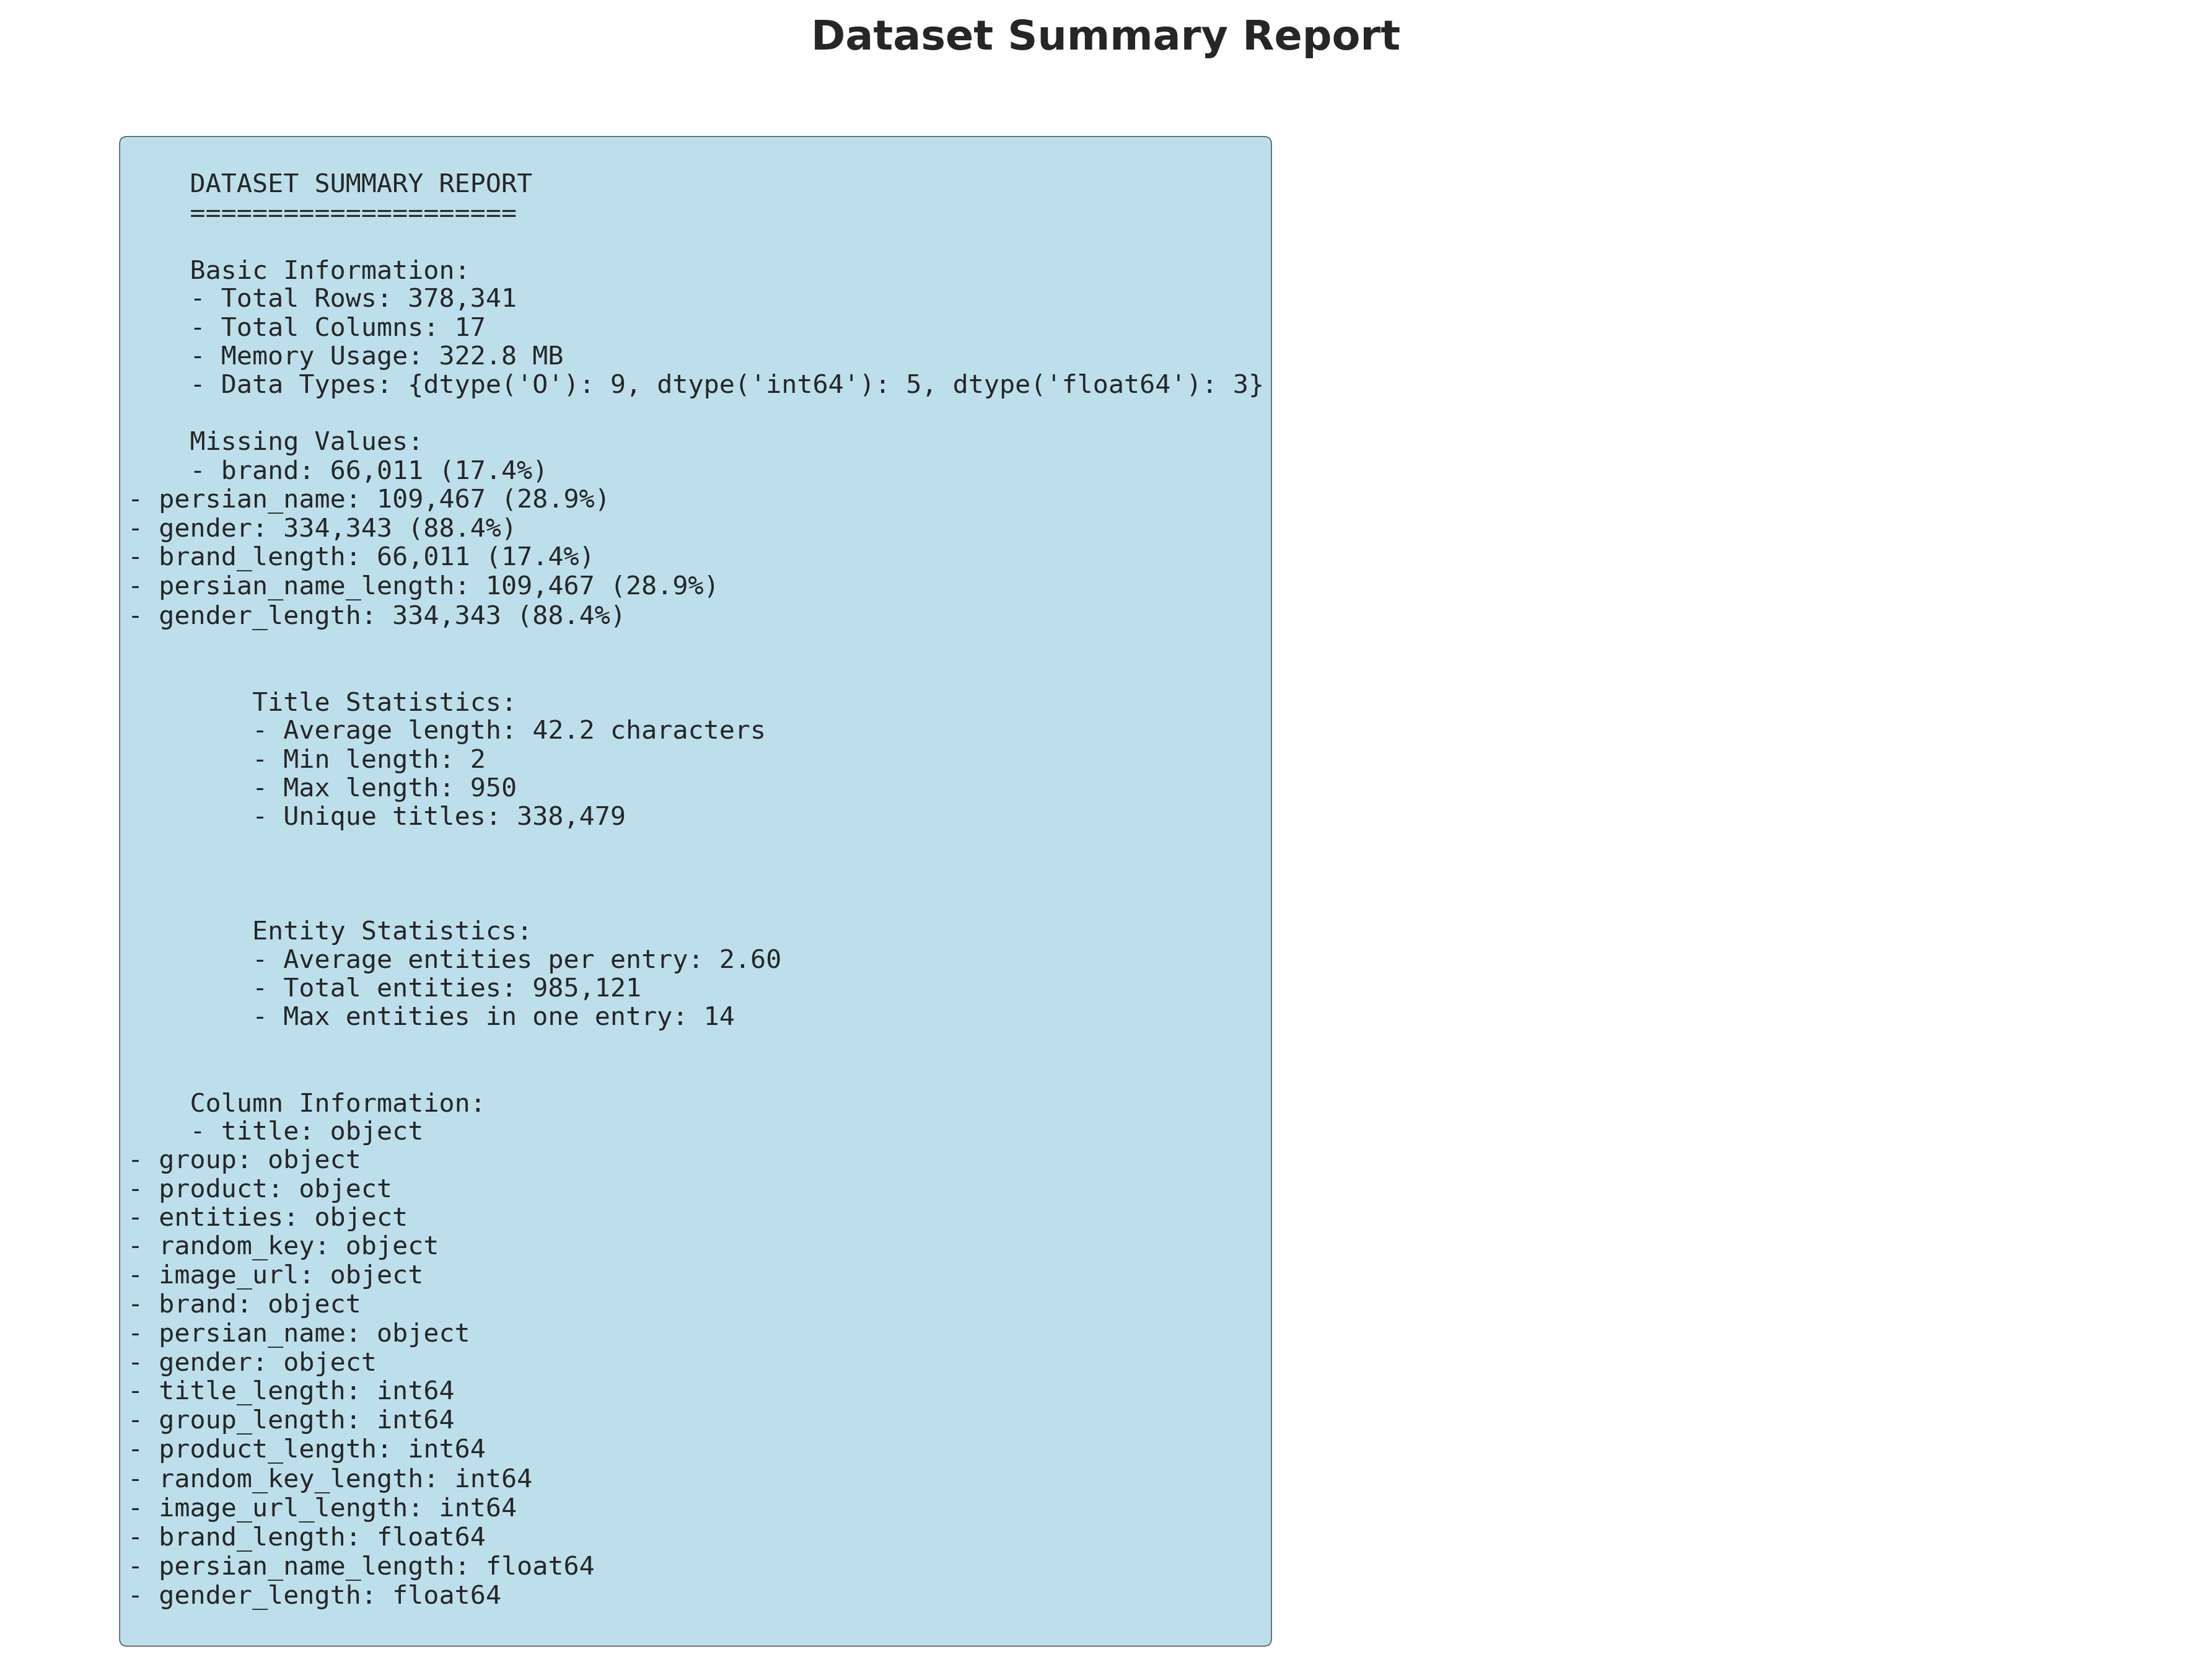 Dataset Summary Report
DATASET SUMMARY REPORT
=====================
Basic Information:
- Total Rows: 378,341
- Total Columns: 17
- Memory Usage: 322.8 MB
- Data Types: {dtype('O'): 9, dtype('int64'): 5, dtype('float64'): 3}
Missing Values:
- brand: 66,011 (17.4%)
- persian_name: 109,467 (28.9%)
- gender: 334,343 (88.4%)
- brand_length: 66,011 (17.4%)
- persian_name_length: 109,467 (28.9%)
- gender_length: 334,343 (88.4%)
Title Statistics:
- Average length: 42.2 characters
- Min length: 2
- Max length: 950
- Unique titles: 338,479
Entity Statistics:
- Average entities per entry: 2.60
- Total entities: 985,121
- Max entities in one entry: 14
Column Information:
- title: object
- group: object
- product: object
- entities: object
- random_key: object
- image_url: object
- brand: object
- persian_name: object
- gender: object
- title_length: int64
- group_length: int64
- product_length: int64
- random_key_length: int64
- image_url_length: int64
- brand_length: float64
- persian_name_length: float64
- gender_length: float64